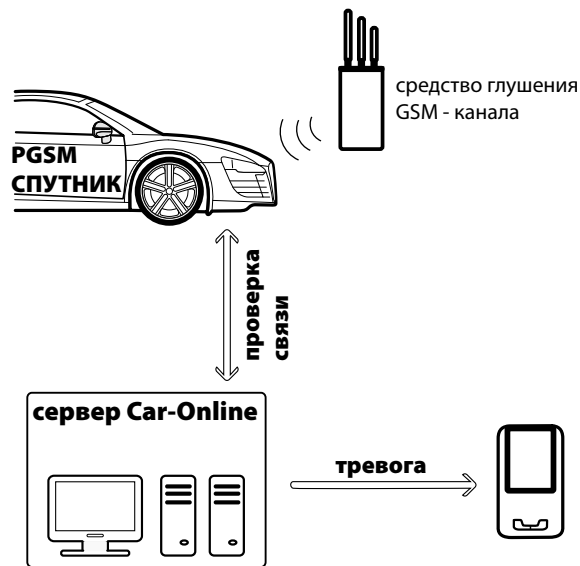 средство глушения
GSM - канала
PGSM
СПУТНИК
проверка
связи
сервер Car-Online
тревога